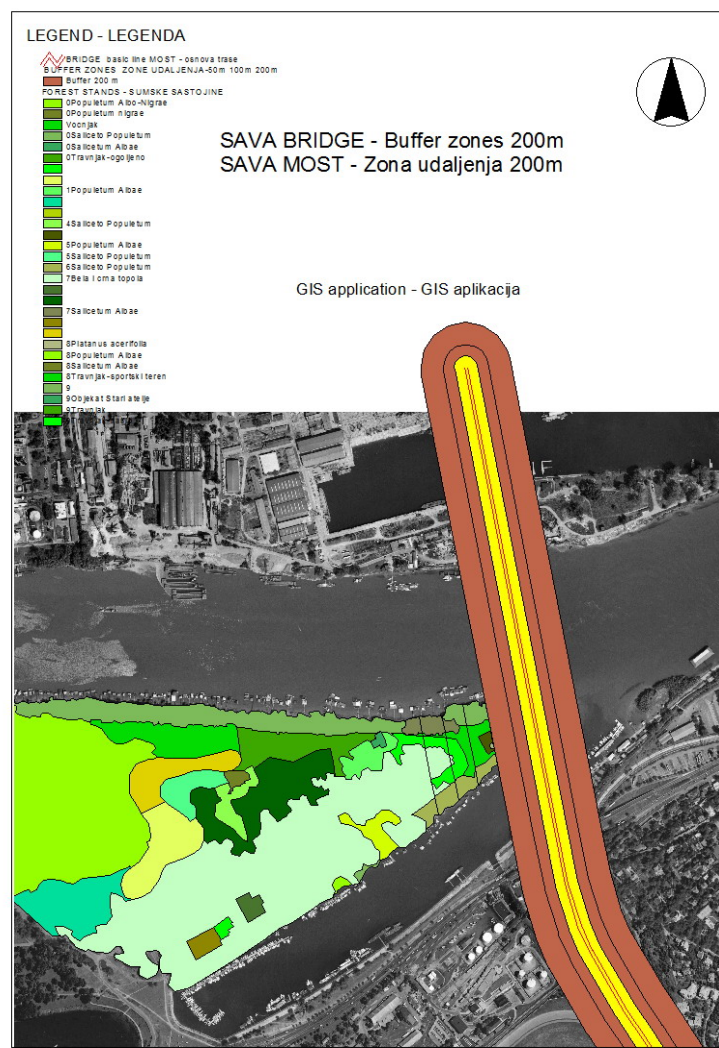 LEGEND - LEGENDA
BRIDGE basic line MOST - osnova trase
BUFFER ZONES ZONE UDALJENJA-50m 100m 200m
Buffer 200 m
FOREST STANDS - SUMSKE SASTOJINE
0Populetum Albo-Nigrae
0Populetum nigrae
Vocnjak
0Saliceto Populetum
0Salicetum Albae
0Travnjak-ogoljeno
1Populetum Albae
4Saliceto Populetum
5Populetum Albae
5Saliceto Populetum
6Saliceto Populetum
7Bela i crna topola
7Salicetum Albae
8Platanus acerifolia
8Populetum Albae
8Salicetum Albae
8Travnjak-sportski teren
9
9Objekat Stari atelje
9Travnjak
SAVA BRIDGE - Buffer zones 200m
SAVA MOST - Zona udaljenja 200m
GIS application - GIS aplikacija